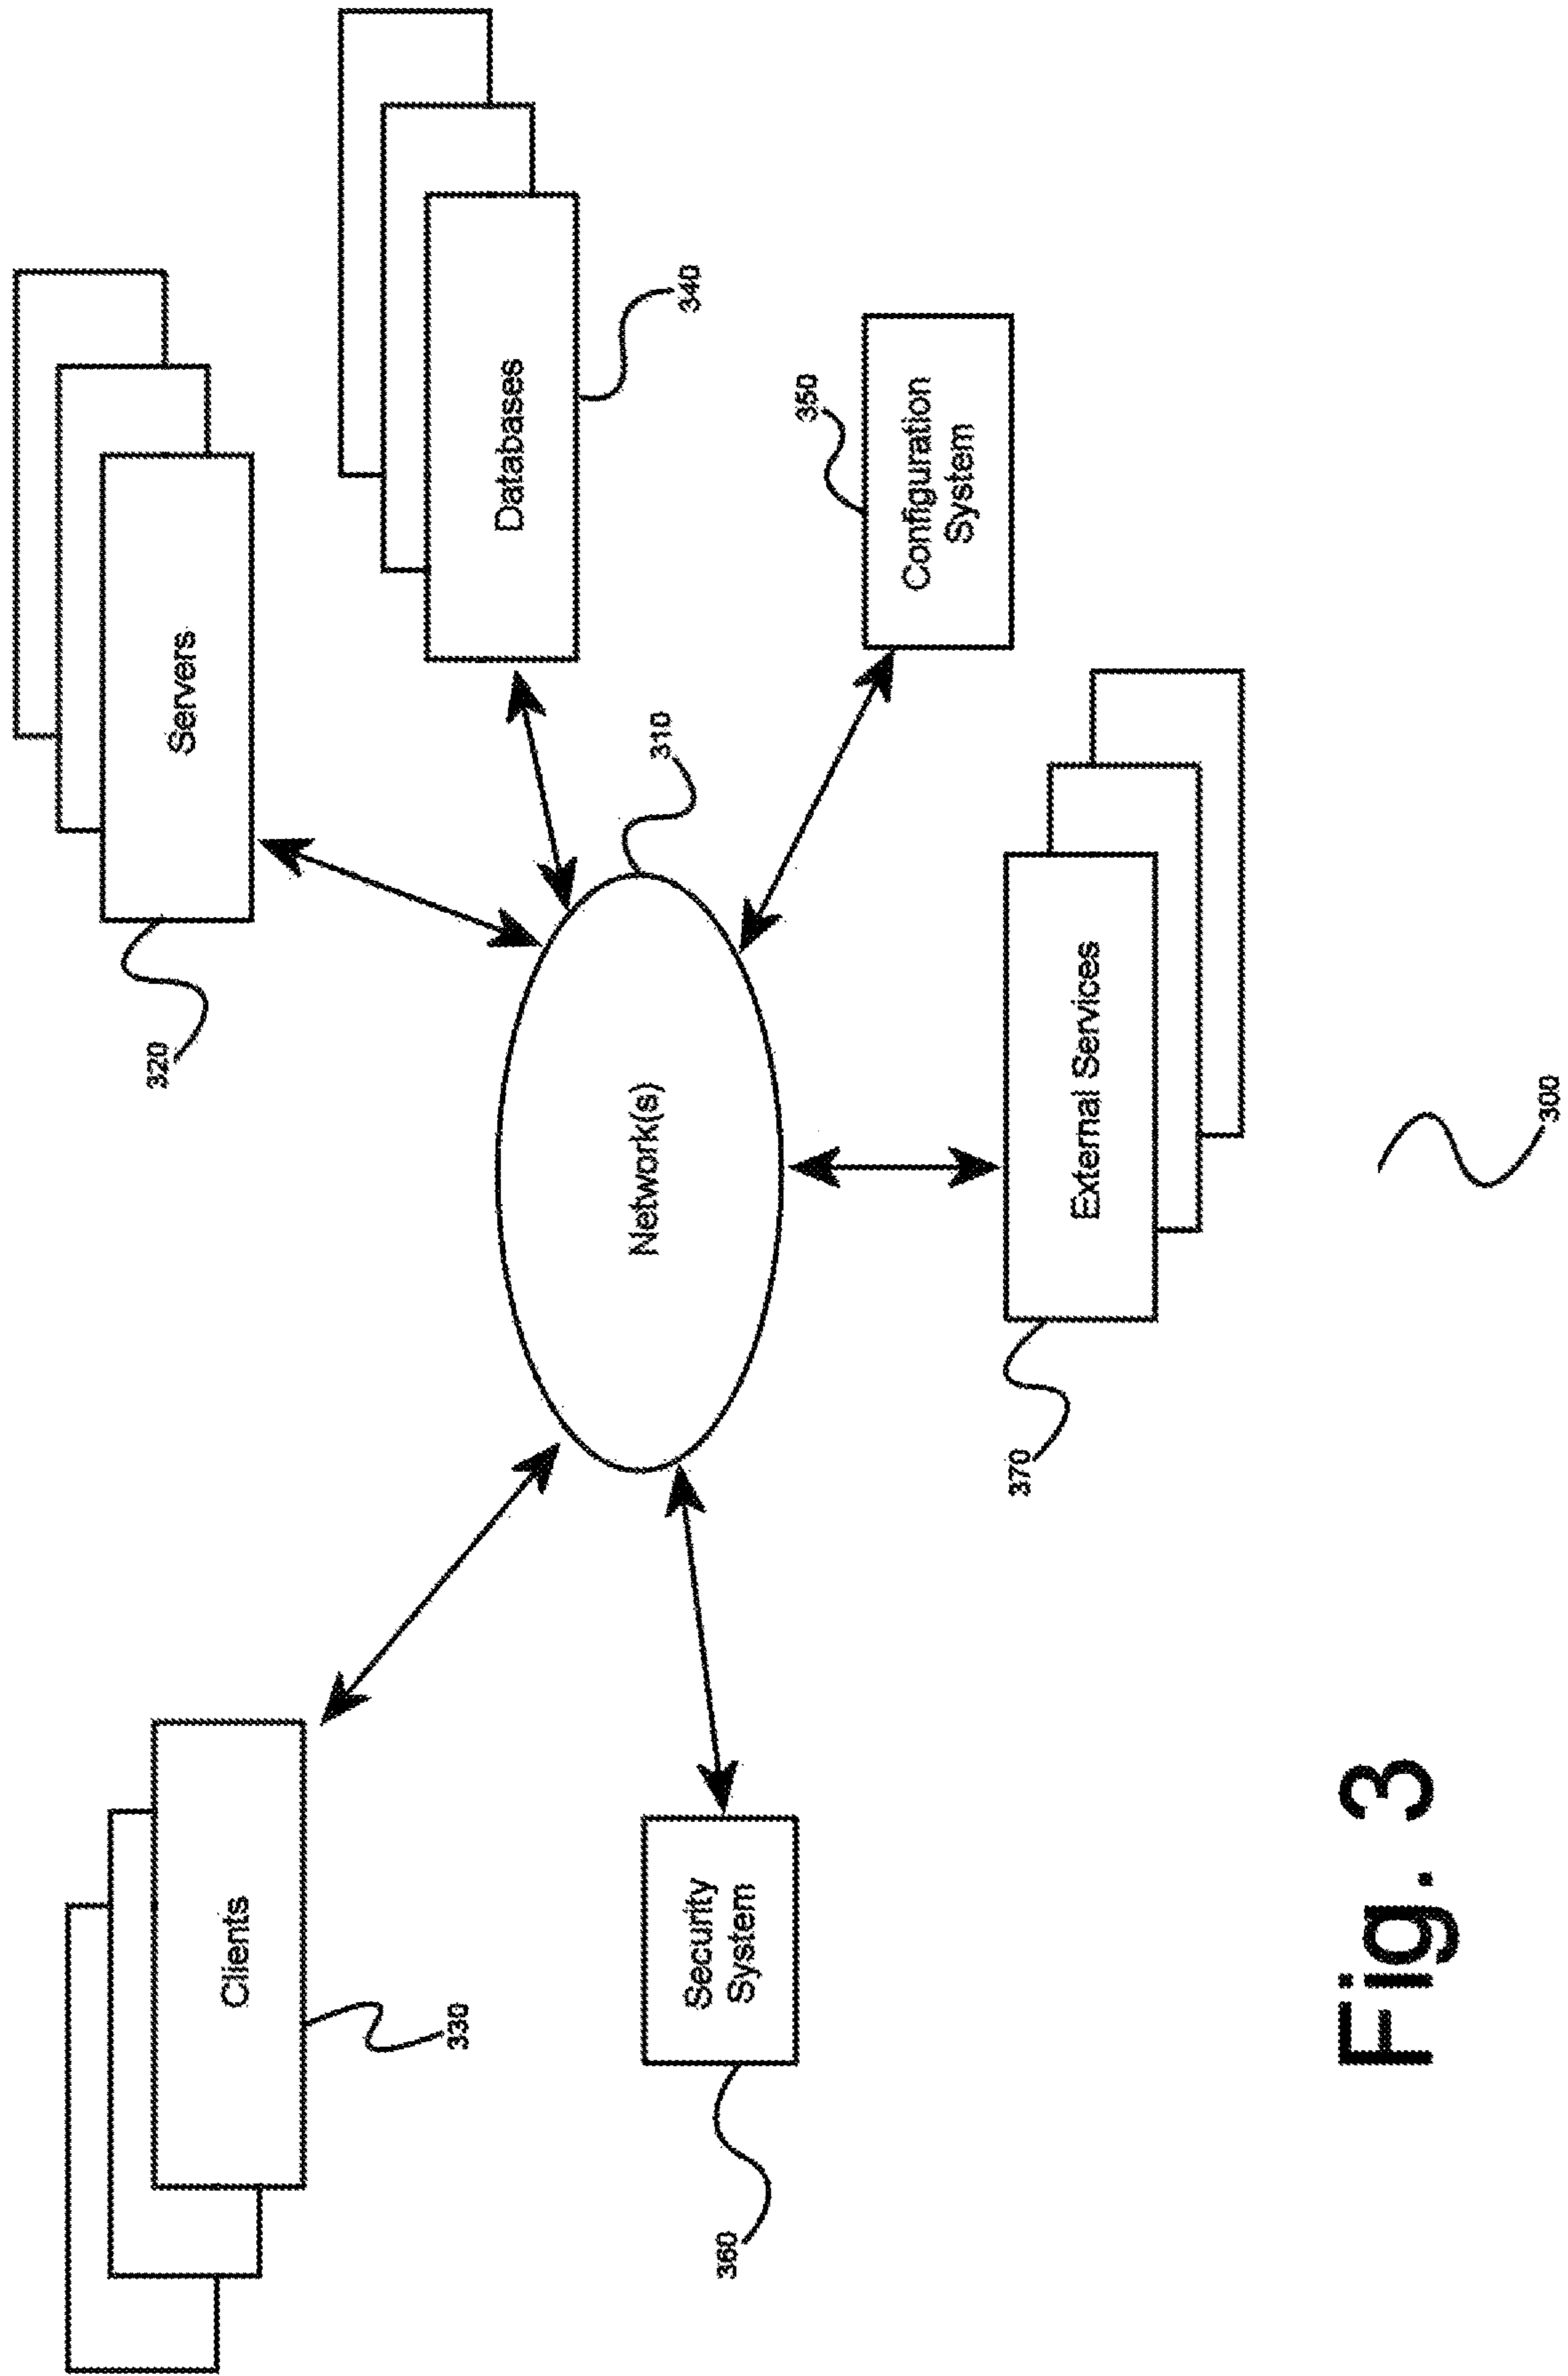 320
Servers
Clients
330
Databases
340
310
Network(s)
350
Configuration
System
Security
System
360
External Services
370
300
Fig. 3